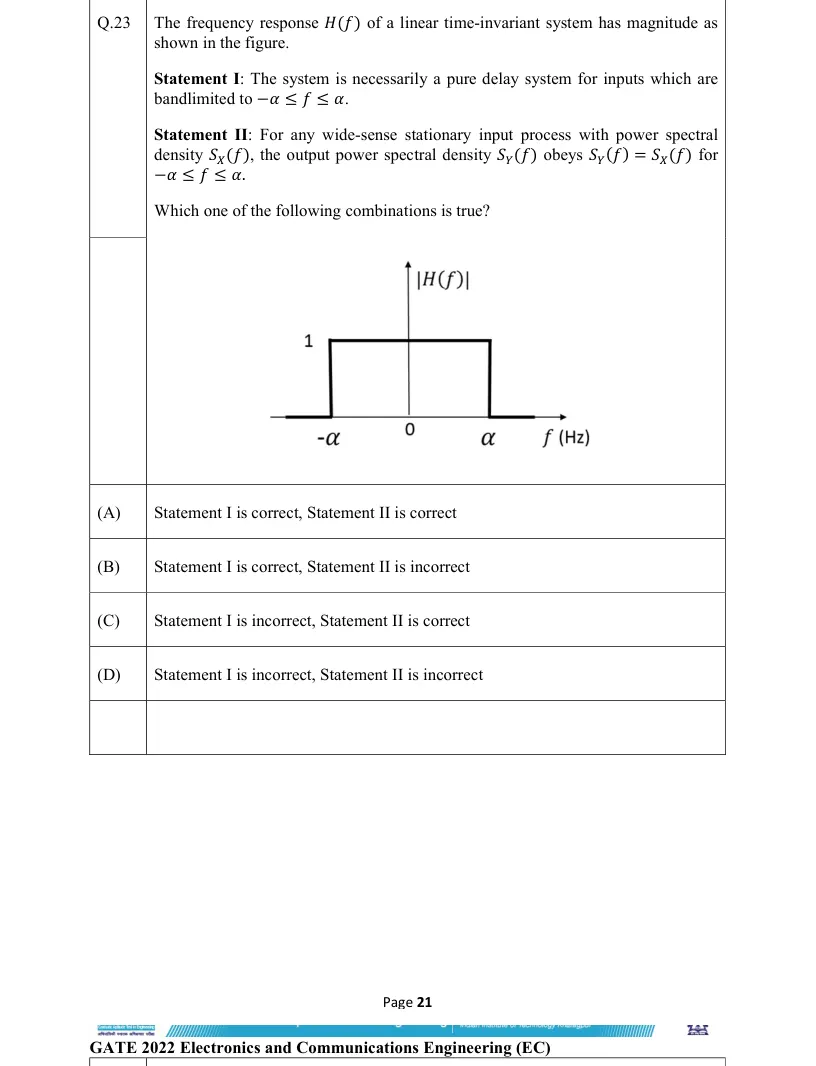 Q.23 The frequency response H(f) of a linear time-invariant system has magnitude as
shown in the figure.
Statement I: The system is necessarily a pure delay system for inputs which are
bandlimited to −α ≤ f ≤ α.
Statement II: For any wide-sense stationary input process with power spectral
density S_X(f), the output power spectral density S_Y(f) obeys S_Y(f) = S_X(f) for
−α ≤ f ≤ α.
Which one of the following combinations is true?
|H(f)|
1
-α 0 α f (Hz)
(A) Statement I is correct, Statement II is correct
(B) Statement I is correct, Statement II is incorrect
(C) Statement I is incorrect, Statement II is correct
(D) Statement I is incorrect, Statement II is incorrect
Page 21
GATE 2022 Electronics and Communications Engineering (EC)